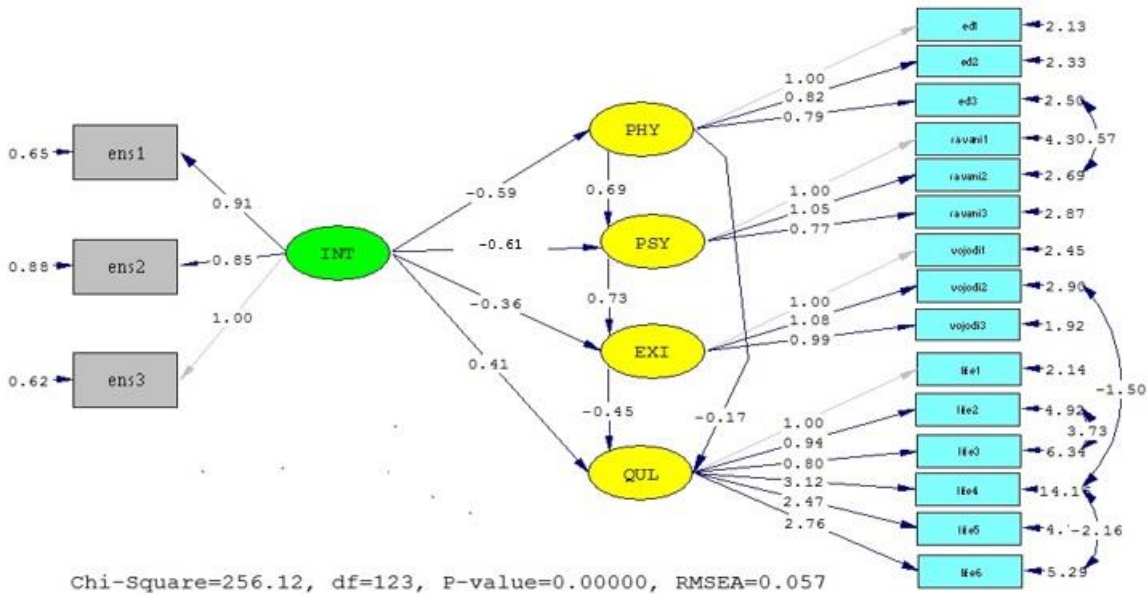 ed1
2.13
ed2
2.33
1.00
0.82
0.79
ed3
2.50
PHY
ravani1
4.30
0.57
0.65
ens1
1.00
1.05
0.77
ravani2
2.69
0.91
-0.59
0.69
ravani3
2.87
INT
-0.61
PSY
vojodi1
2.45
0.88
ens2
0.85
vojodi2
2.90
-0.36
0.73
1.00
1.08
0.99
vojodi3
1.92
1.00
0.41
EXI
life1
2.14
0.62
ens3
-1.50
-0.45
-0.17
1.00
0.94
0.80
3.12
2.47
2.76
life2
4.92
3.73
life3
6.34
QUL
life4
14.1
life5
4.
-2.16
life6
5.29
Chi-Square=256.12, df=123, P-value=0.00000, RMSEA=0.057